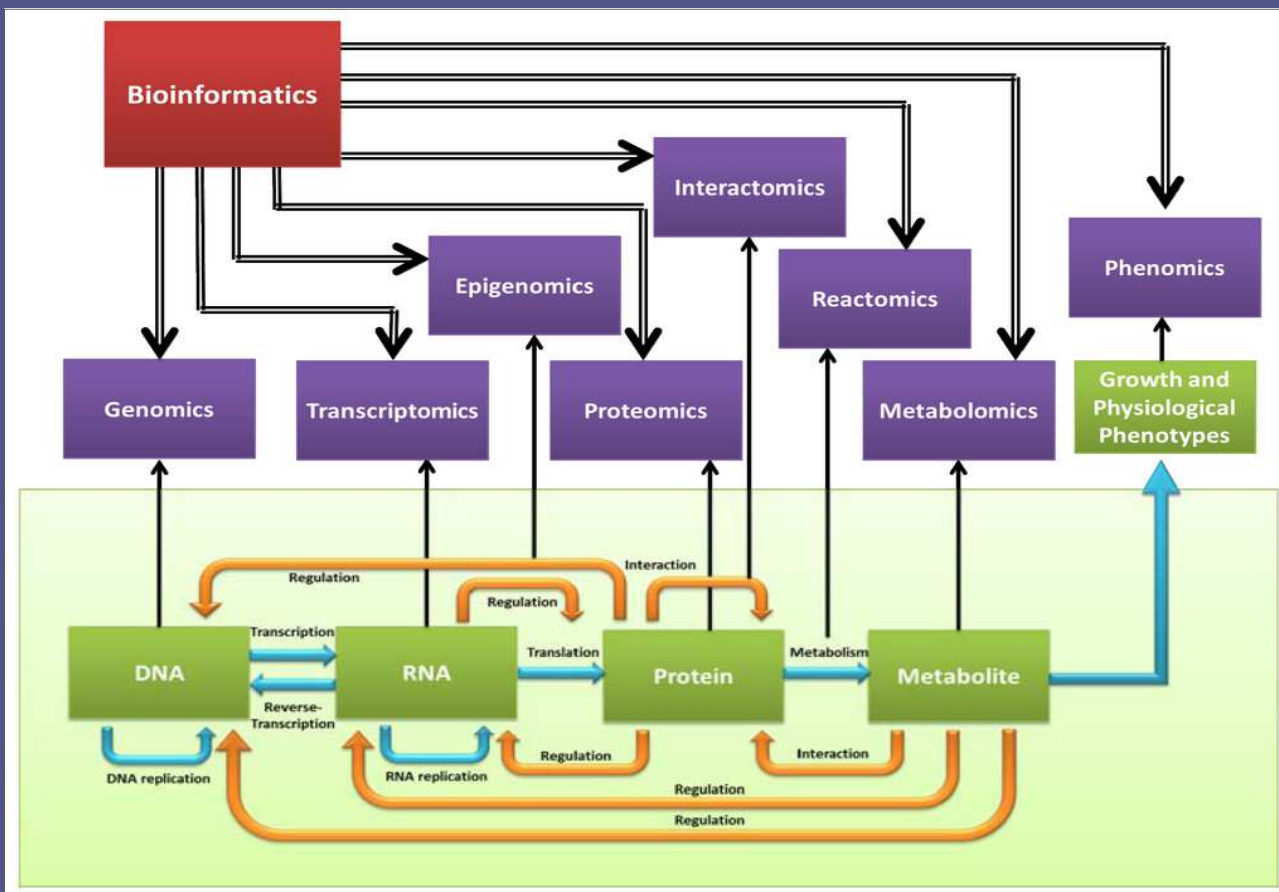 Bioinformatics
Interactomics
Phenomics
Epigenomics
Reactomics
Genomics
Transcriptomics
Proteomics
Metabolomics
Growth and
Physiological
Phenotypes
Regulation
Interaction
Regulation
Transcription
Translation
Metabolism
DNA
RNA
Protein
Metabolite
Reverse-
Transcription
DNA replication
RNA replication
Regulation
Interaction
Regulation
Regulation